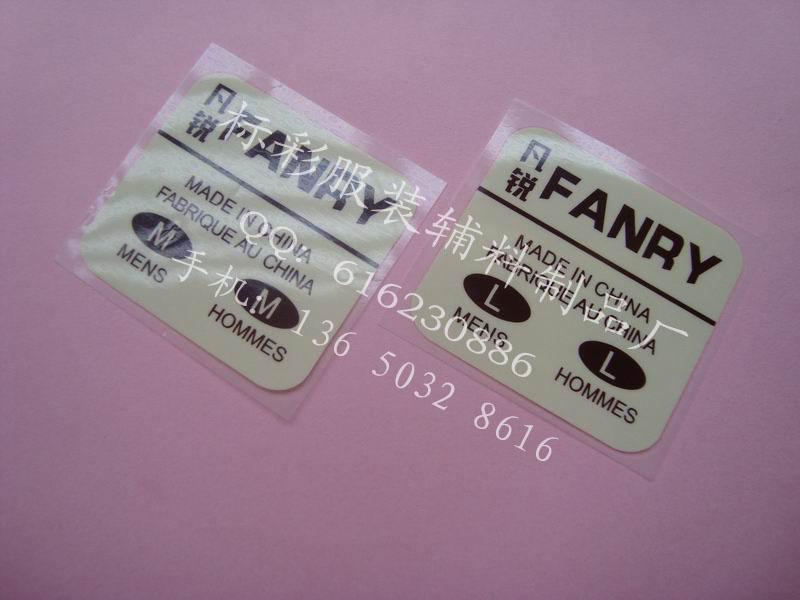 凡锐 FANRY
MADE IN CHINA
FABRIQUE AU CHINA
M M
MENS HOMMES
凡锐 FANRY
MADE IN CHINA
FABRIQUE AU CHINA
L L
MENS HOMMES
标彩服装辅料制品厂
QQ: 616230886
手机: 136 5032 8616